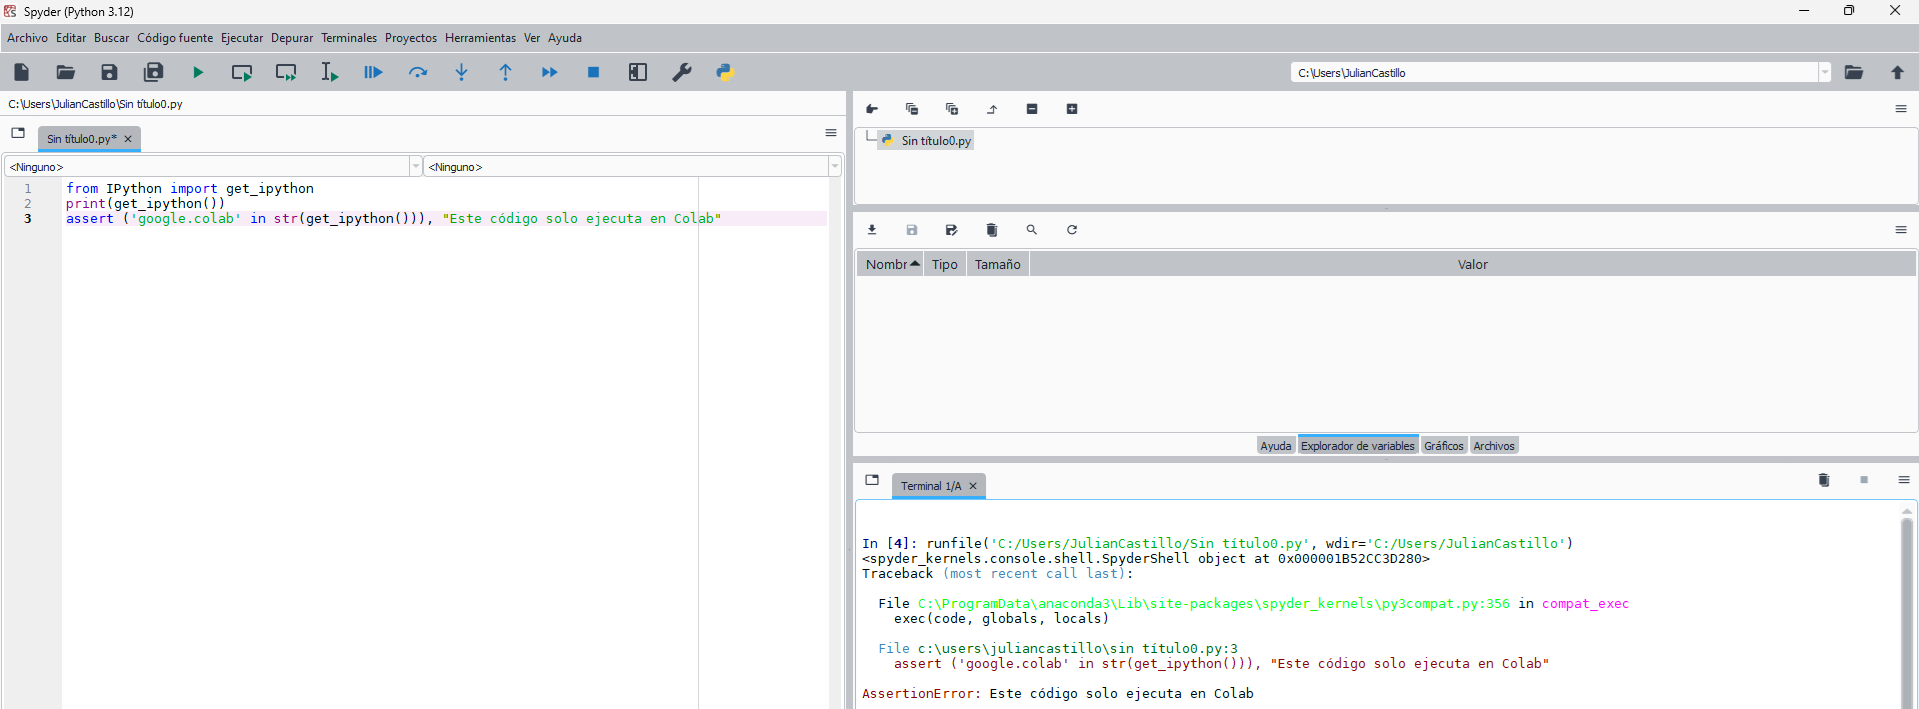 Spyder (Python 3.12)
Archivo Editar Buscar Código fuente Ejecutar Depurar Terminales Proyectos Herramientas Ver Ayuda
C:\Users\JulianCastillo
C:\Users\JulianCastillo\Sin título0.py
Sin título0.py*
<Ninguno>
<Ninguno>
1 from IPython import get_ipython
2 print(get_ipython())
3 assert ('google.colab' in str(get_ipython())), "Este código solo ejecuta en Colab"
Sin título0.py
Nombr Tipo Tamaño Valor
Ayuda Explorador de variables Gráficos Archivos
Terminal 1/A
In [4]: runfile('C:/Users/JulianCastillo/Sin título0.py', wdir='C:/Users/JulianCastillo')
<spyder_kernels.console.shell.SpyderShell object at 0x000001B52CC3D280>
Traceback (most recent call last):
File C:\ProgramData\anaconda3\Lib\site-packages\spyder_kernels\py3compat.py:356 in compat_exec
exec(code, globals, locals)
File c:\users\juliancastillo\sin título0.py:3
assert ('google.colab' in str(get_ipython())), "Este código solo ejecuta en Colab"
AssertionError: Este código solo ejecuta en Colab